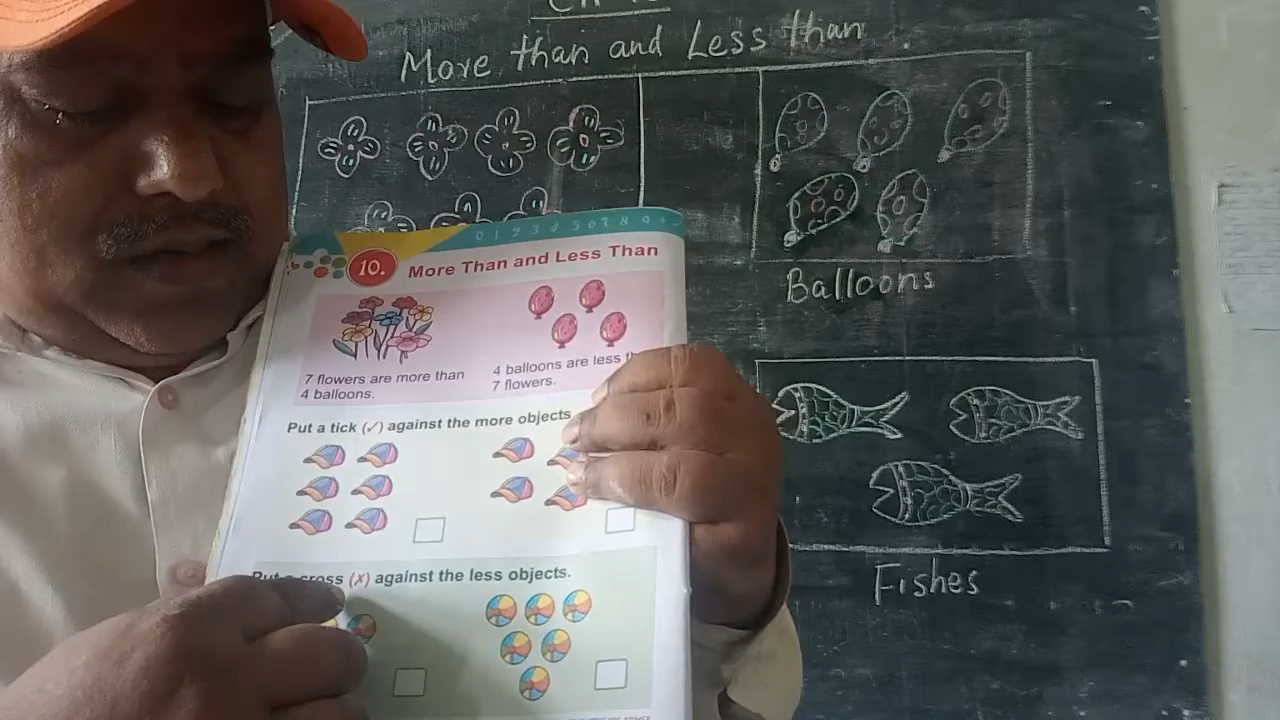 More than and Less than
Balloons
Fishes
10. More Than and Less Than
7 flowers are more than
4 balloons.
4 balloons are less
7 flowers.
Put a tick (✓) against the more objects
Put a cross (✗) against the less objects.